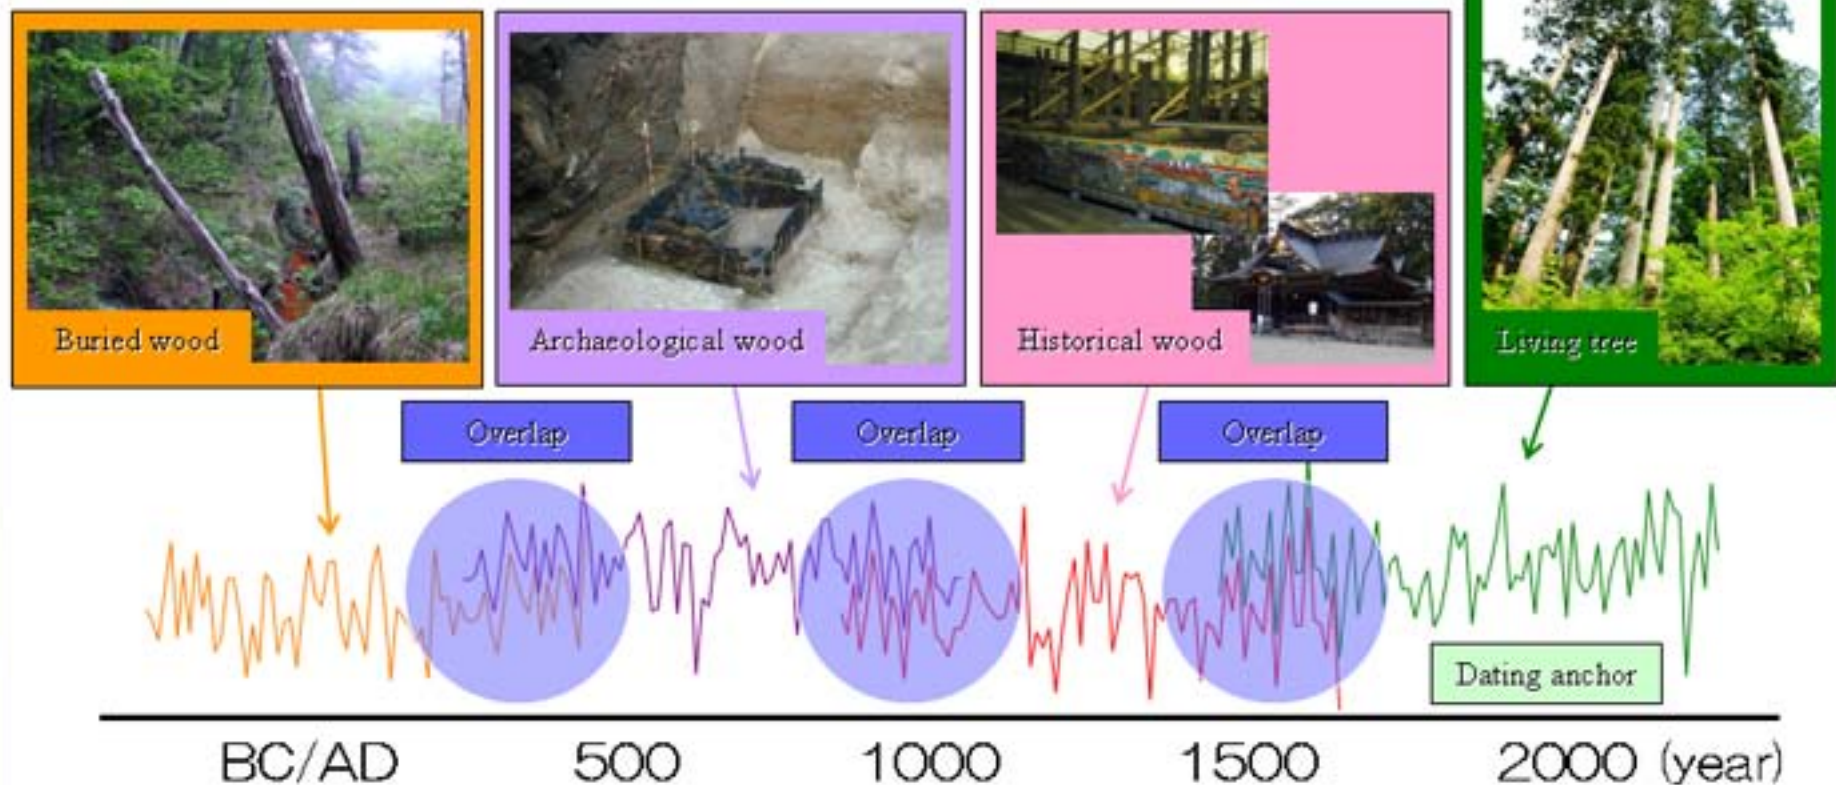 Buried wood
Archaeological wood
Historical wood
Living tree
Overlap
Overlap
Overlap
Dating anchor
BC/AD 500 1000 1500 2000 (year)